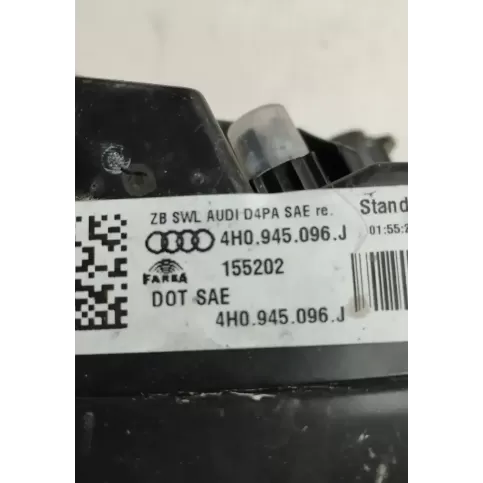 ZB SWL AUDI D4PA SAE re.
Stand
4H0.945.096.J
01:55:2
FARBA
155202
DOT SAE
4H0.945.096.J